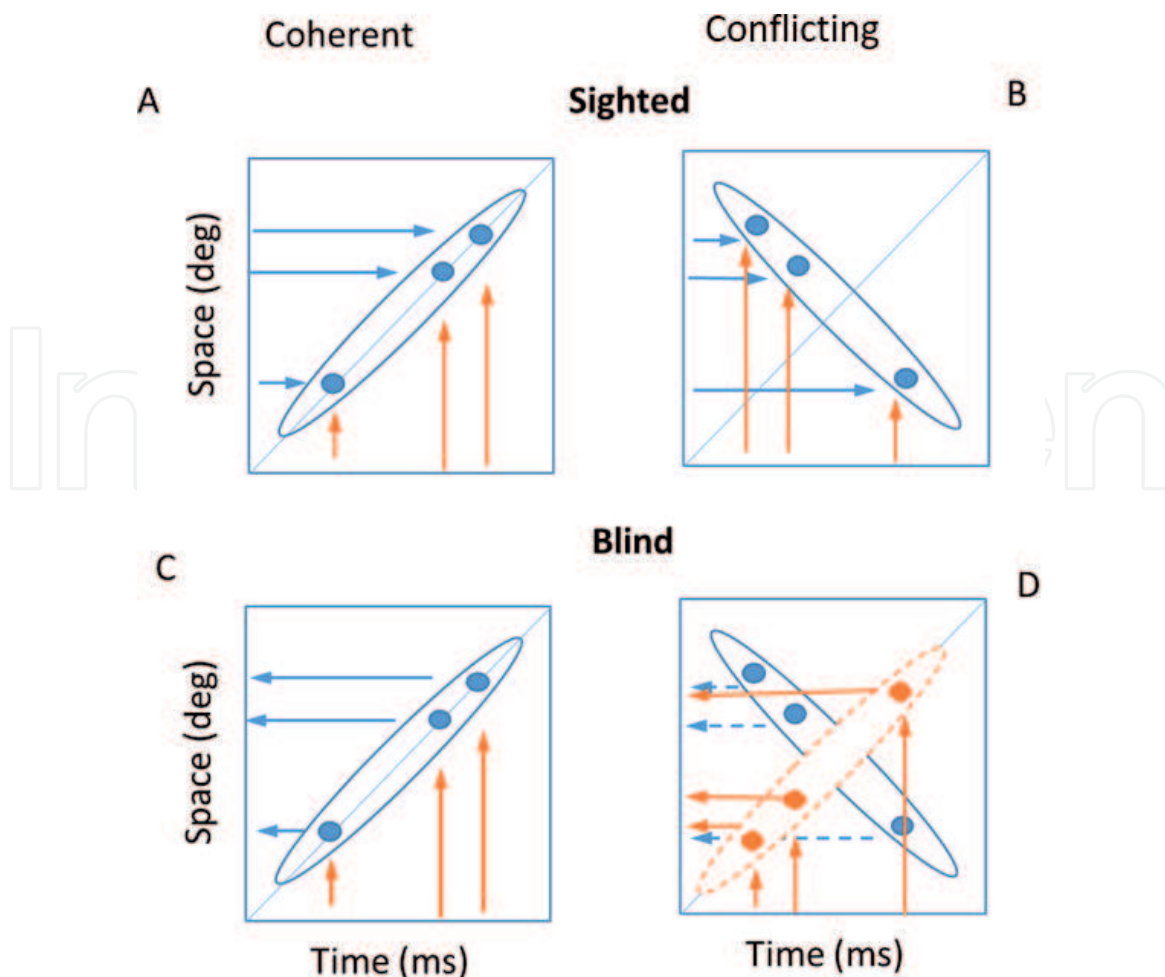 Coherent Conflicting
A Sighted B
Space (deg)
C Blind D
Space (deg)
Time (ms) Time (ms)